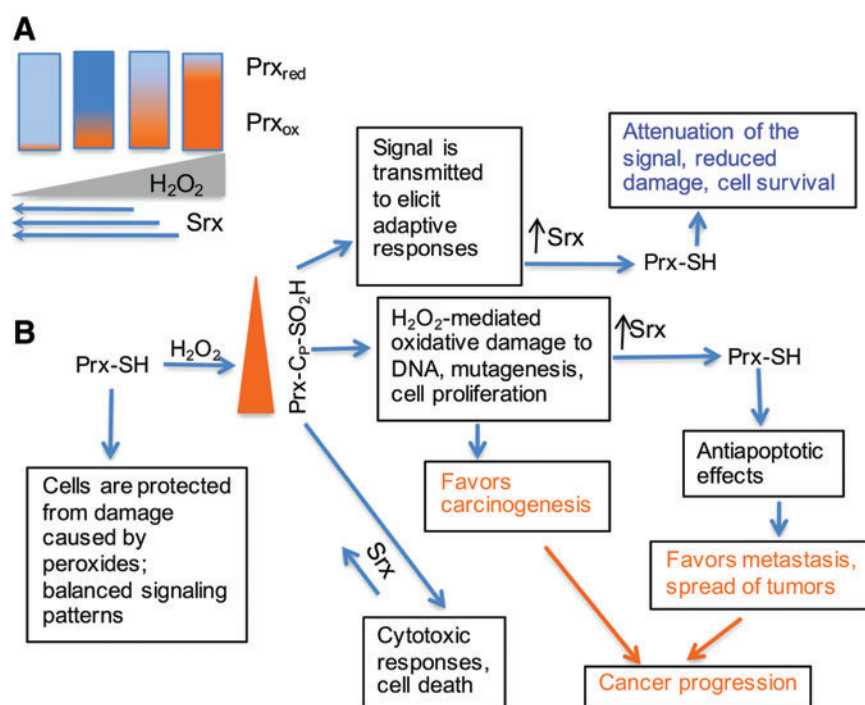 A
Prx_red
Prx_ox
H₂O₂
Srx
Signal is
transmitted
to elicit
adaptive
responses
↑Srx
Prx-SH
Attenuation of the
signal, reduced
damage, cell survival
B
Prx-SH
H₂O₂
Prx-C_P-SO₂H
H₂O₂-mediated
oxidative damage to
DNA, mutagenesis,
cell proliferation
↑Srx
Prx-SH
Cells are protected
from damage
caused by
peroxides;
balanced signaling
patterns
Favors
carcinogenesis
Antiapoptotic
effects
Srx
Favors metastasis,
spread of tumors
Cytotoxic
responses,
cell death
Cancer progression